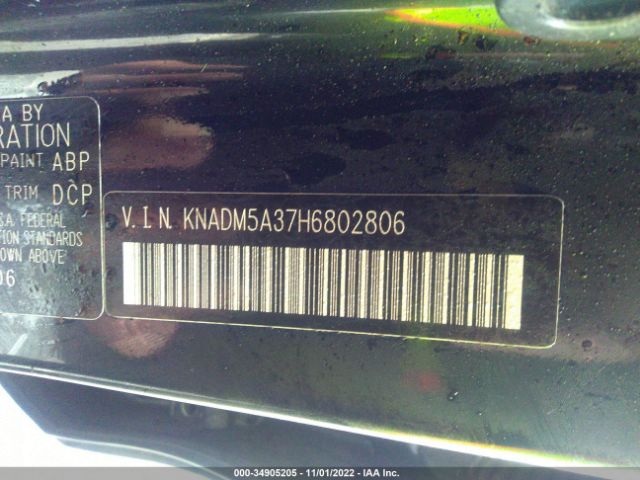 A BY
RATION
PAINT ABP
TRIM DCP
S.A. FEDERAL
TION STANDARDS
OWN ABOVE
06
V.I.N. KNADM5A37H6802806
000-34905205 - 11/01/2022 - IAA Inc.